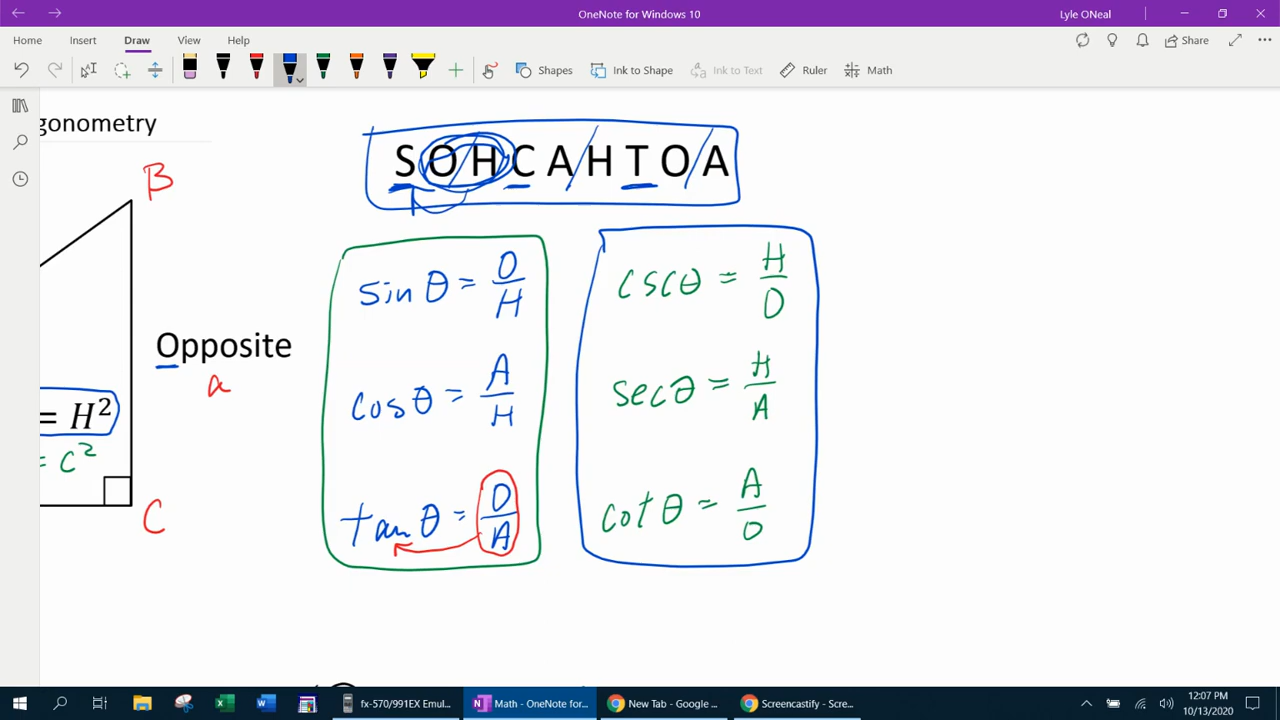 OneNote for Windows 10
Lyle ONeal
Home Insert Draw View Help
Share
Shapes Ink to Shape Ink to Text Ruler Math
gonometry
SOHCAHTOA
B
sin θ = O/H
csc θ = H/O
Opposite
a
cos θ = A/H
sec θ = H/A
= H²
= c²
tan θ = O/A
cot θ = A/O
C
fx-570/991EX Emul...
Math - OneNote for...
New Tab - Google ...
Screencastify - Scre...
12:07 PM
10/13/2020